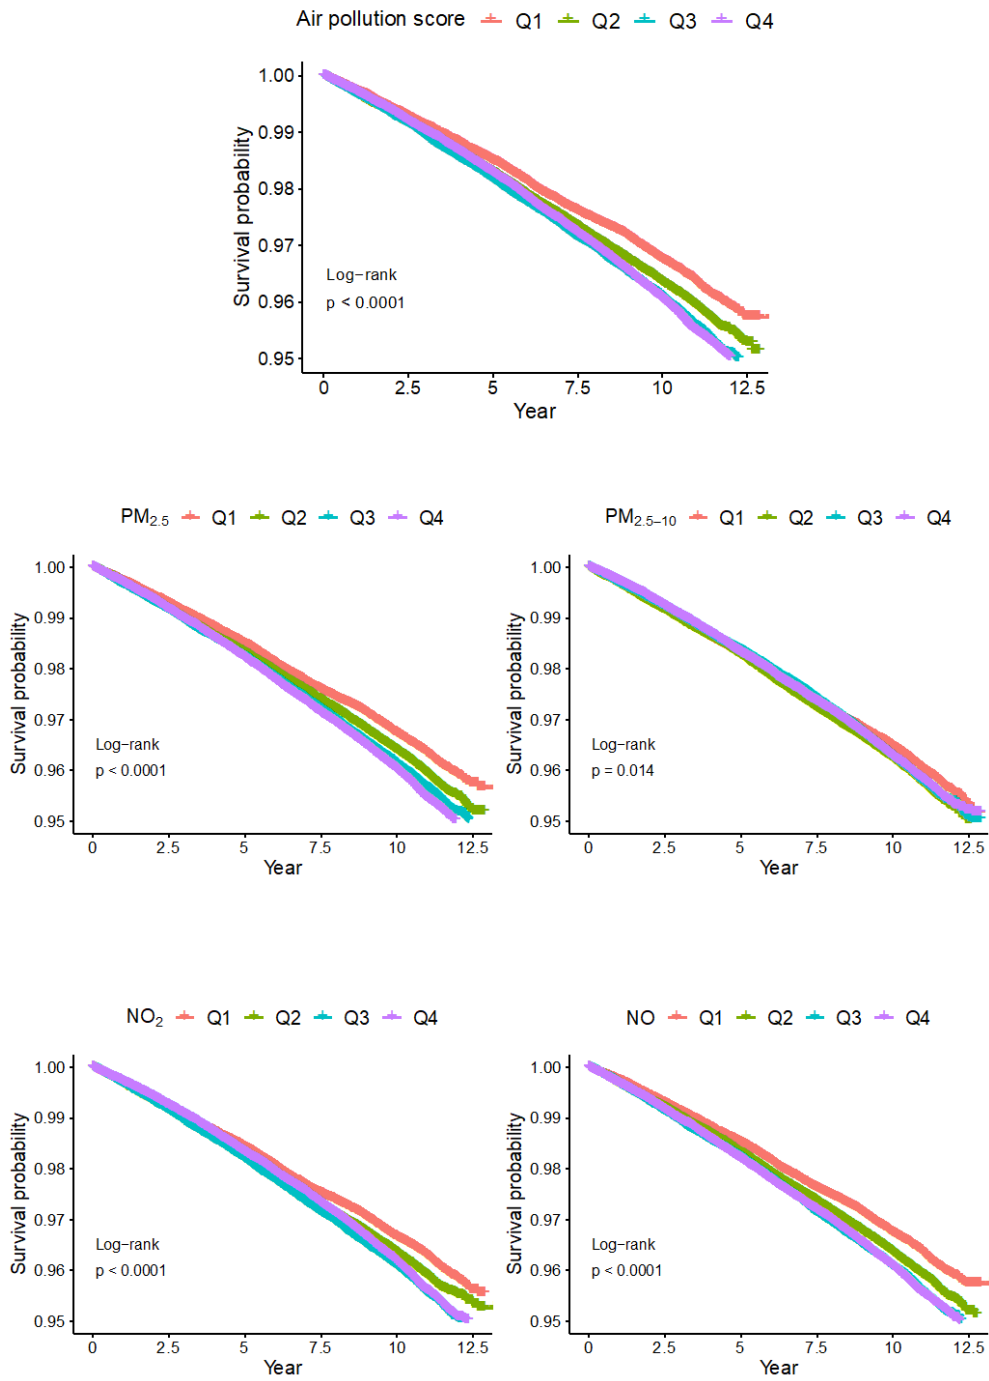 Air pollution score Q1 Q2 Q3 Q4
Survival probability
1.00
0.99
0.98
0.97
0.96
0.95
Log-rank
p < 0.0001
0 2.5 5 7.5 10 12.5
Year
PM2.5 Q1 Q2 Q3 Q4
Survival probability
1.00
0.99
0.98
0.97
0.96
0.95
Log-rank
p < 0.0001
0 2.5 5 7.5 10 12.5
Year
PM2.5-10 Q1 Q2 Q3 Q4
Survival probability
1.00
0.99
0.98
0.97
0.96
0.95
Log-rank
p = 0.014
0 2.5 5 7.5 10 12.5
Year
NO2 Q1 Q2 Q3 Q4
Survival probability
1.00
0.99
0.98
0.97
0.96
0.95
Log-rank
p < 0.0001
0 2.5 5 7.5 10 12.5
Year
NO Q1 Q2 Q3 Q4
Survival probability
1.00
0.99
0.98
0.97
0.96
0.95
Log-rank
p < 0.0001
0 2.5 5 7.5 10 12.5
Year